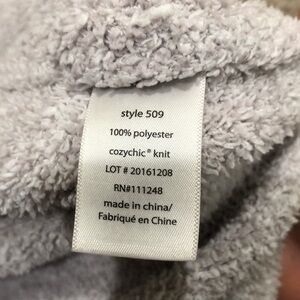 style 509
100% polyester
cozychic® knit
LOT # 20161208
RN#111248
made in china/
Fabriqué en Chine